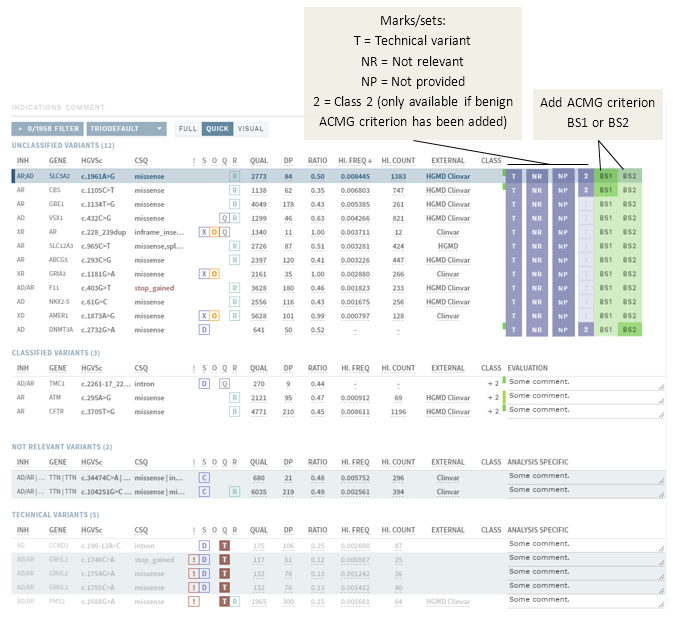 Marks/sets:
T = Technical variant
NR = Not relevant
NP = Not provided
2 = Class 2 (only available if benign
ACMG criterion has been added)
Add ACMG criterion
BS1 or BS2
INDICATIONS COMMENT
+ 0/1958 FILTER TRIODEFAULT FULL QUICK VISUAL
UNCLASSIFIED VARIANTS (12)
INH GENE HGVSc CSQ ! S O Q R QUAL DP RATIO HI. FREQ ↓ HI. COUNT EXTERNAL CLASS
AR;AD SLC5A2 c.1961A>G missense R 2773 84 0.50 0.008445 1383 HGMD Clinvar T NR NP 2 BS1 BS2
AR CBS c.1105C>T missense R 1138 62 0.35 0.006803 747 HGMD Clinvar T NR NP 2 BS1 BS2
AR GBE1 c.1134T>G missense R 4049 178 0.43 0.005385 261 HGMD Clinvar T NR NP BS1 BS2
AD VSX1 c.432C>G missense Q R 1299 46 0.63 0.004266 821 HGMD Clinvar T NR NP BS1 BS2
XR AR c.228_239dup inframe_inse... X O Q 1340 11 1.00 0.003711 12 Clinvar T NR NP BS1 BS2
AR SLC12A3 c.965C>T missense,spl... R 2726 87 0.51 0.003281 424 HGMD T NR NP BS1 BS2
AR ABCG5 c.293C>G missense R 2397 120 0.41 0.003226 447 HGMD Clinvar T NR NP BS1 BS2
XR GRIA3 c.1181G>A missense X O 2161 35 1.00 0.002880 266 Clinvar T NR NP BS1 BS2
AD/AR F11 c.403G>T stop_gained R 3628 180 0.46 0.001823 233 HGMD Clinvar T NR NP BS1 BS2
AD NKX2-5 c.61G>C missense R 2556 116 0.43 0.001675 256 HGMD Clinvar T NR NP BS1 BS2
XD AMER1 c.1873A>G missense X O R 5628 101 0.99 0.000797 128 Clinvar T NR NP BS1 BS2
AD DNMT3A c.2732G>A missense D 641 50 0.52 - - T NR NP 2 BS1 BS2
CLASSIFIED VARIANTS (3)
INH GENE HGVSc CSQ ! S O Q R QUAL DP RATIO HI. FREQ HI. COUNT EXTERNAL CLASS EVALUATION
AD/AR TMC1 c.2261-17_22... intron D Q 270 9 0.44 - - → 2 Some comment.
AR ATM c.295A>G missense R 2121 95 0.47 0.000912 69 HGMD Clinvar → 2 Some comment.
AR CFTR c.3705T>G missense R 4771 210 0.45 0.008611 1196 HGMD Clinvar → 2 Some comment.
NOT RELEVANT VARIANTS (2)
INH GENE HGVSc CSQ ! S O Q R QUAL DP RATIO HI. FREQ HI. COUNT EXTERNAL CLASS ANALYSIS SPECIFIC
AD/AR|... TTN|TTN c.34474C>A|... missense|in... C 680 21 0.48 0.005752 296 Clinvar Some comment.
AD/AR|... TTN|TTN c.104251G>C... missense|mi... C R 6035 219 0.49 0.002561 394 HGMD Clinvar Some comment.
TECHNICAL VARIANTS (5)
INH GENE HGVSc CSQ ! S O Q R QUAL DP RATIO HI. FREQ HI. COUNT EXTERNAL CLASS ANALYSIS SPECIFIC
AD CCND2 c.196-13A>C intron D T 175 106 0.25 0.002690 87 Some comment.
AD/AR GRHL2 c.1746C>A stop_gained ! D T 117 81 0.12 0.000987 25 Some comment.
AD/AR GRHL2 c.1754G>A missense ! D T 132 76 0.13 0.001242 36 Some comment.
AD/AR GRHL2 c.1755C>A missense ! D T 132 76 0.13 0.001412 40 Some comment.
AR PMS2 c.1688G>A missense ! T R 1965 300 0.15 0.001681 64 HGMD Clinvar Some comment.